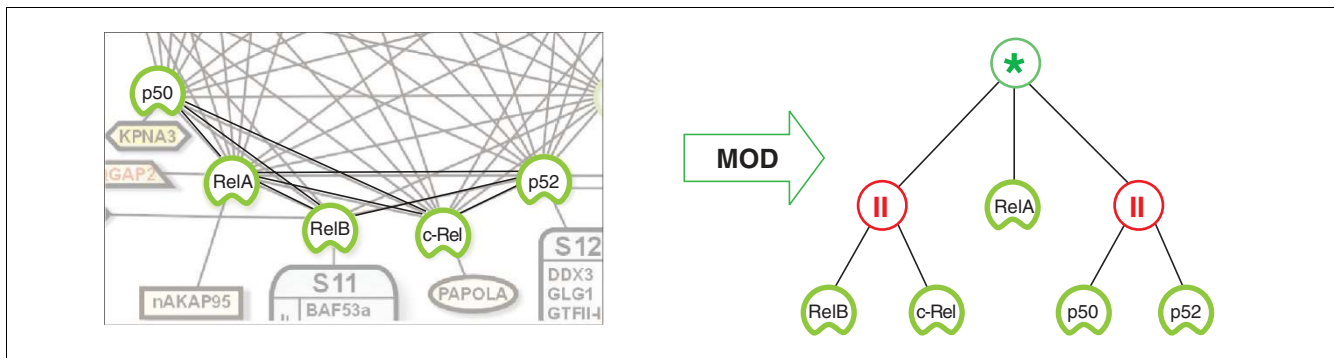 p50
KPNA3
GAP2
RelA
p52
RelB
c-Rel
S12
S11
DDX3
nAKAP95
BAF53a
PAPOLA
GLG1
GTFII-I
MOD
*
II
RelA
II
RelB
c-Rel
p50
p52